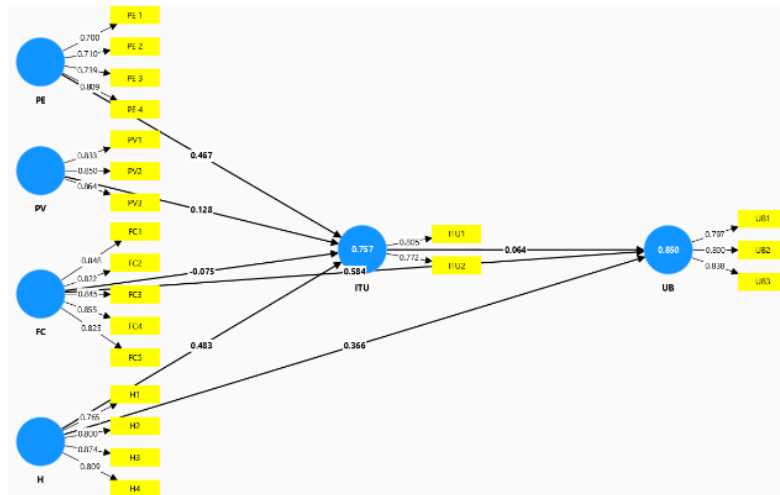 PE 1
0.700
PE 2
0.710
PE 3
0.739
0.809
PE 4
PE
0.467
PV1
0.833
PV2
0.850
0.864
PV3
PV
0.128
FC1
0.846
FC2
0.822
FC3
0.845
0.855
FC4
0.823
FC5
FC
-0.075
0.584
0.483
0.757
ITU
0.805
ITU1
0.772
ITU2
0.064
0.366
0.850
UB
0.797
UB1
0.800
UB2
0.838
UB3
H1
0.765
H2
0.800
H3
0.874
0.809
H4
H